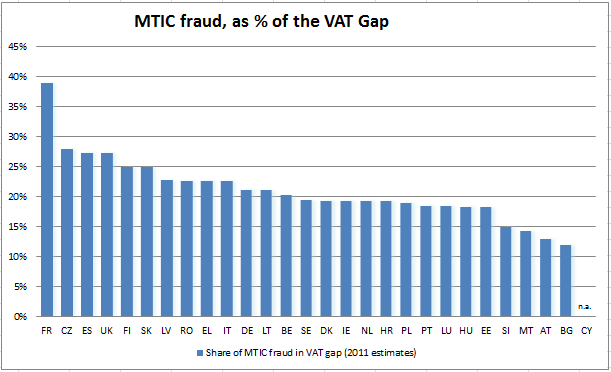 MTIC fraud, as % of the VAT Gap
45%
40%
35%
30%
25%
20%
15%
10%
5%
0%
n.a.
FR CZ ES UK FI SK LV RO EL IT DE LT BE SE DK IE NL HR PL PT LU HU EE SI MT AT BG CY
Share of MTIC fraud in VAT gap (2011 estimates)